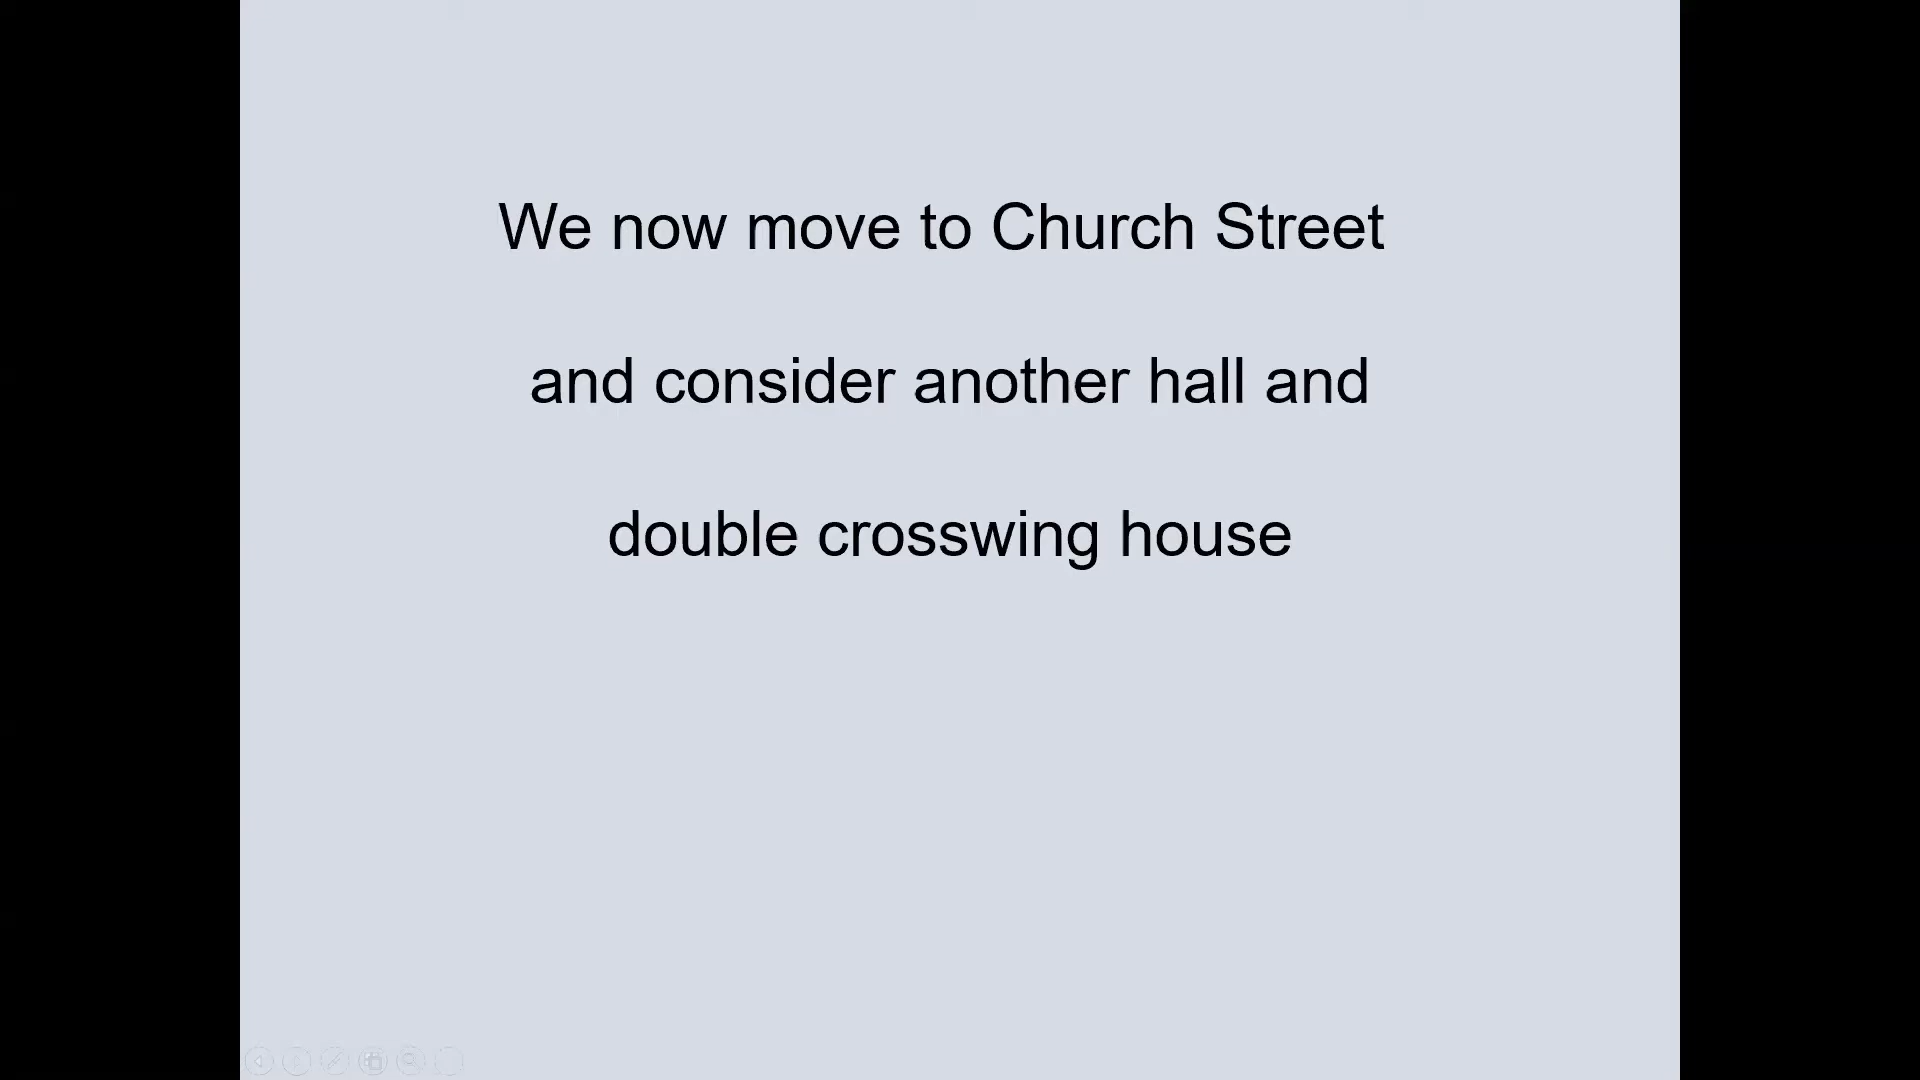 We now move to Church Street
and consider another hall and
double crosswing house